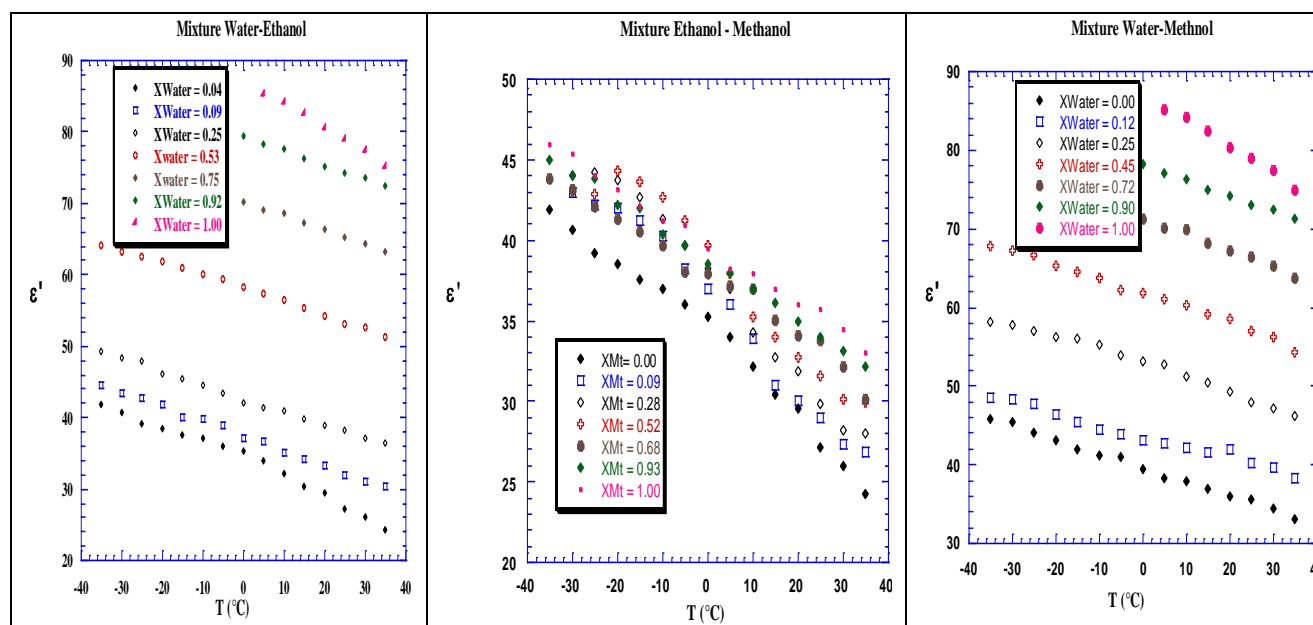 Mixture Water-Ethanol
90
80
70
60
50
40
30
20
-40
-30
-20
-10
0
10
20
30
40
ε'
T (°C)
XWater = 0.04
XWater = 0.09
XWater = 0.25
Xwater = 0.53
Xwater = 0.75
XWater = 0.92
XWater = 1.00
Mixture Ethanol - Methanol
50
45
40
35
30
25
20
-40
-30
-20
-10
0
10
20
30
40
ε'
T (°C)
XMt= 0.00
XMt = 0.09
XMt = 0.28
XMt = 0.52
XMt = 0.68
XMt = 0.93
XMt = 1.00
Mixture Water-Methnol
90
80
70
60
50
40
30
-40
-30
-20
-10
0
10
20
30
40
ε'
T (°C)
XWater = 0.00
XWater = 0.12
XWater = 0.25
XWater = 0.45
XWater = 0.72
XWater = 0.90
XWater = 1.00